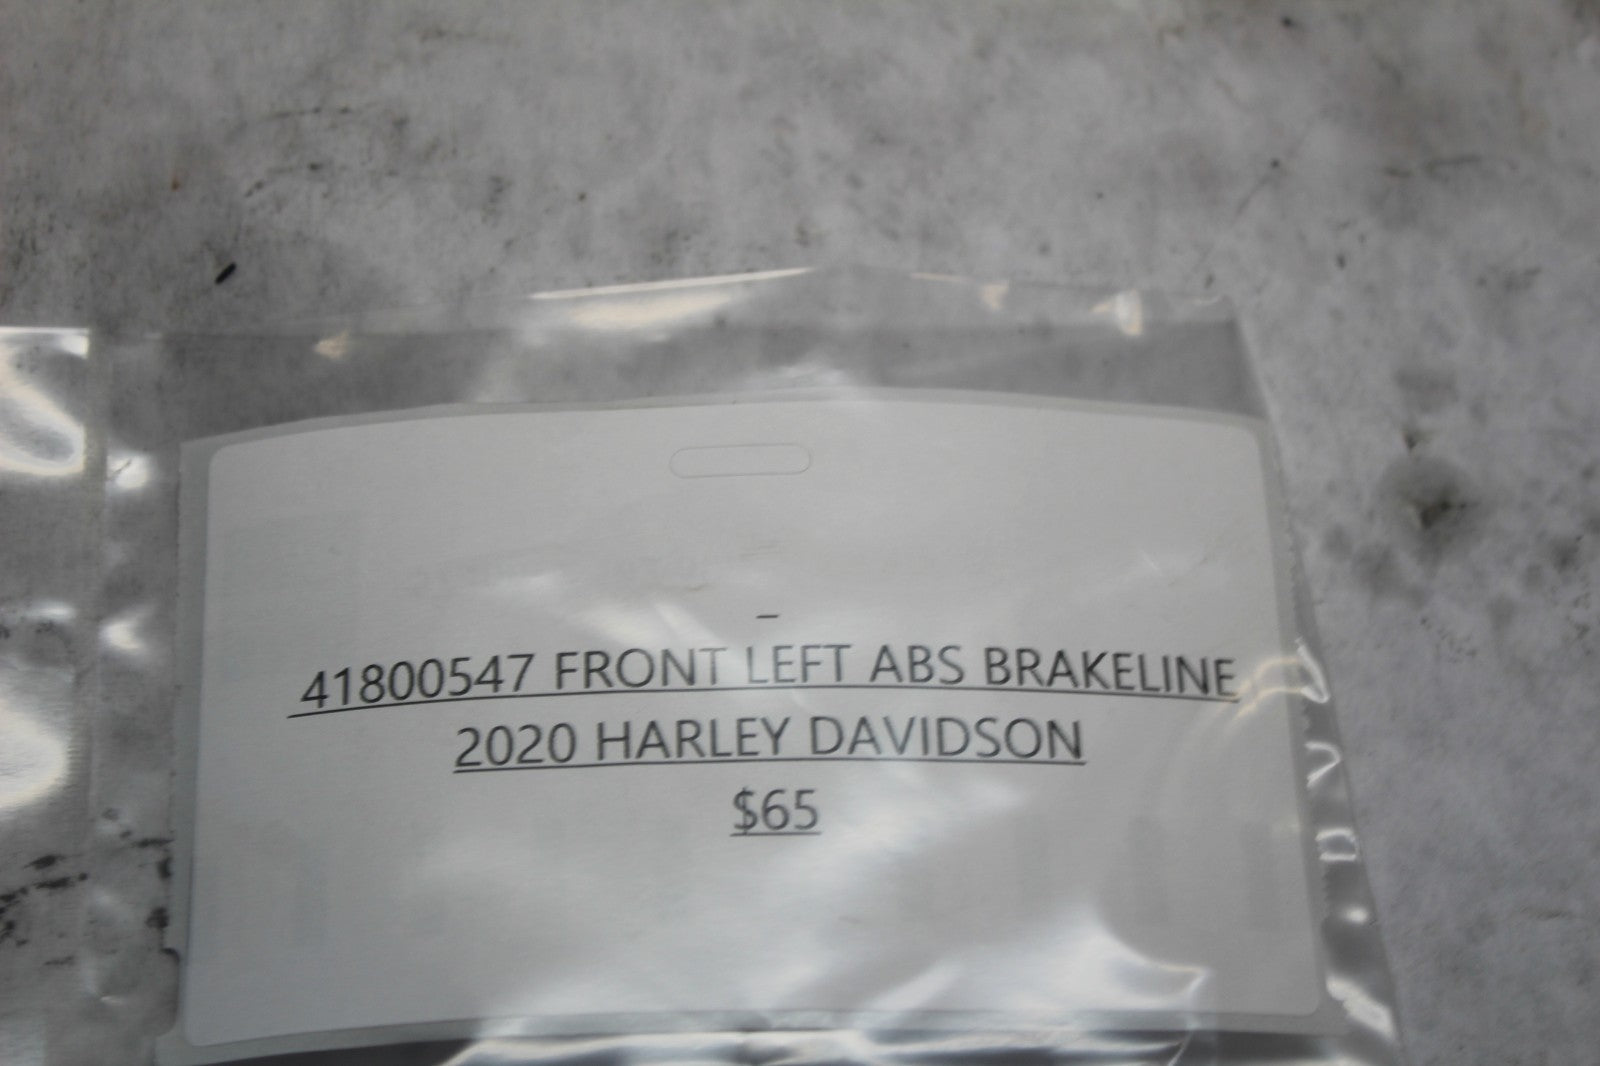 -
41800547 FRONT LEFT ABS BRAKELINE
2020 HARLEY DAVIDSON
$65